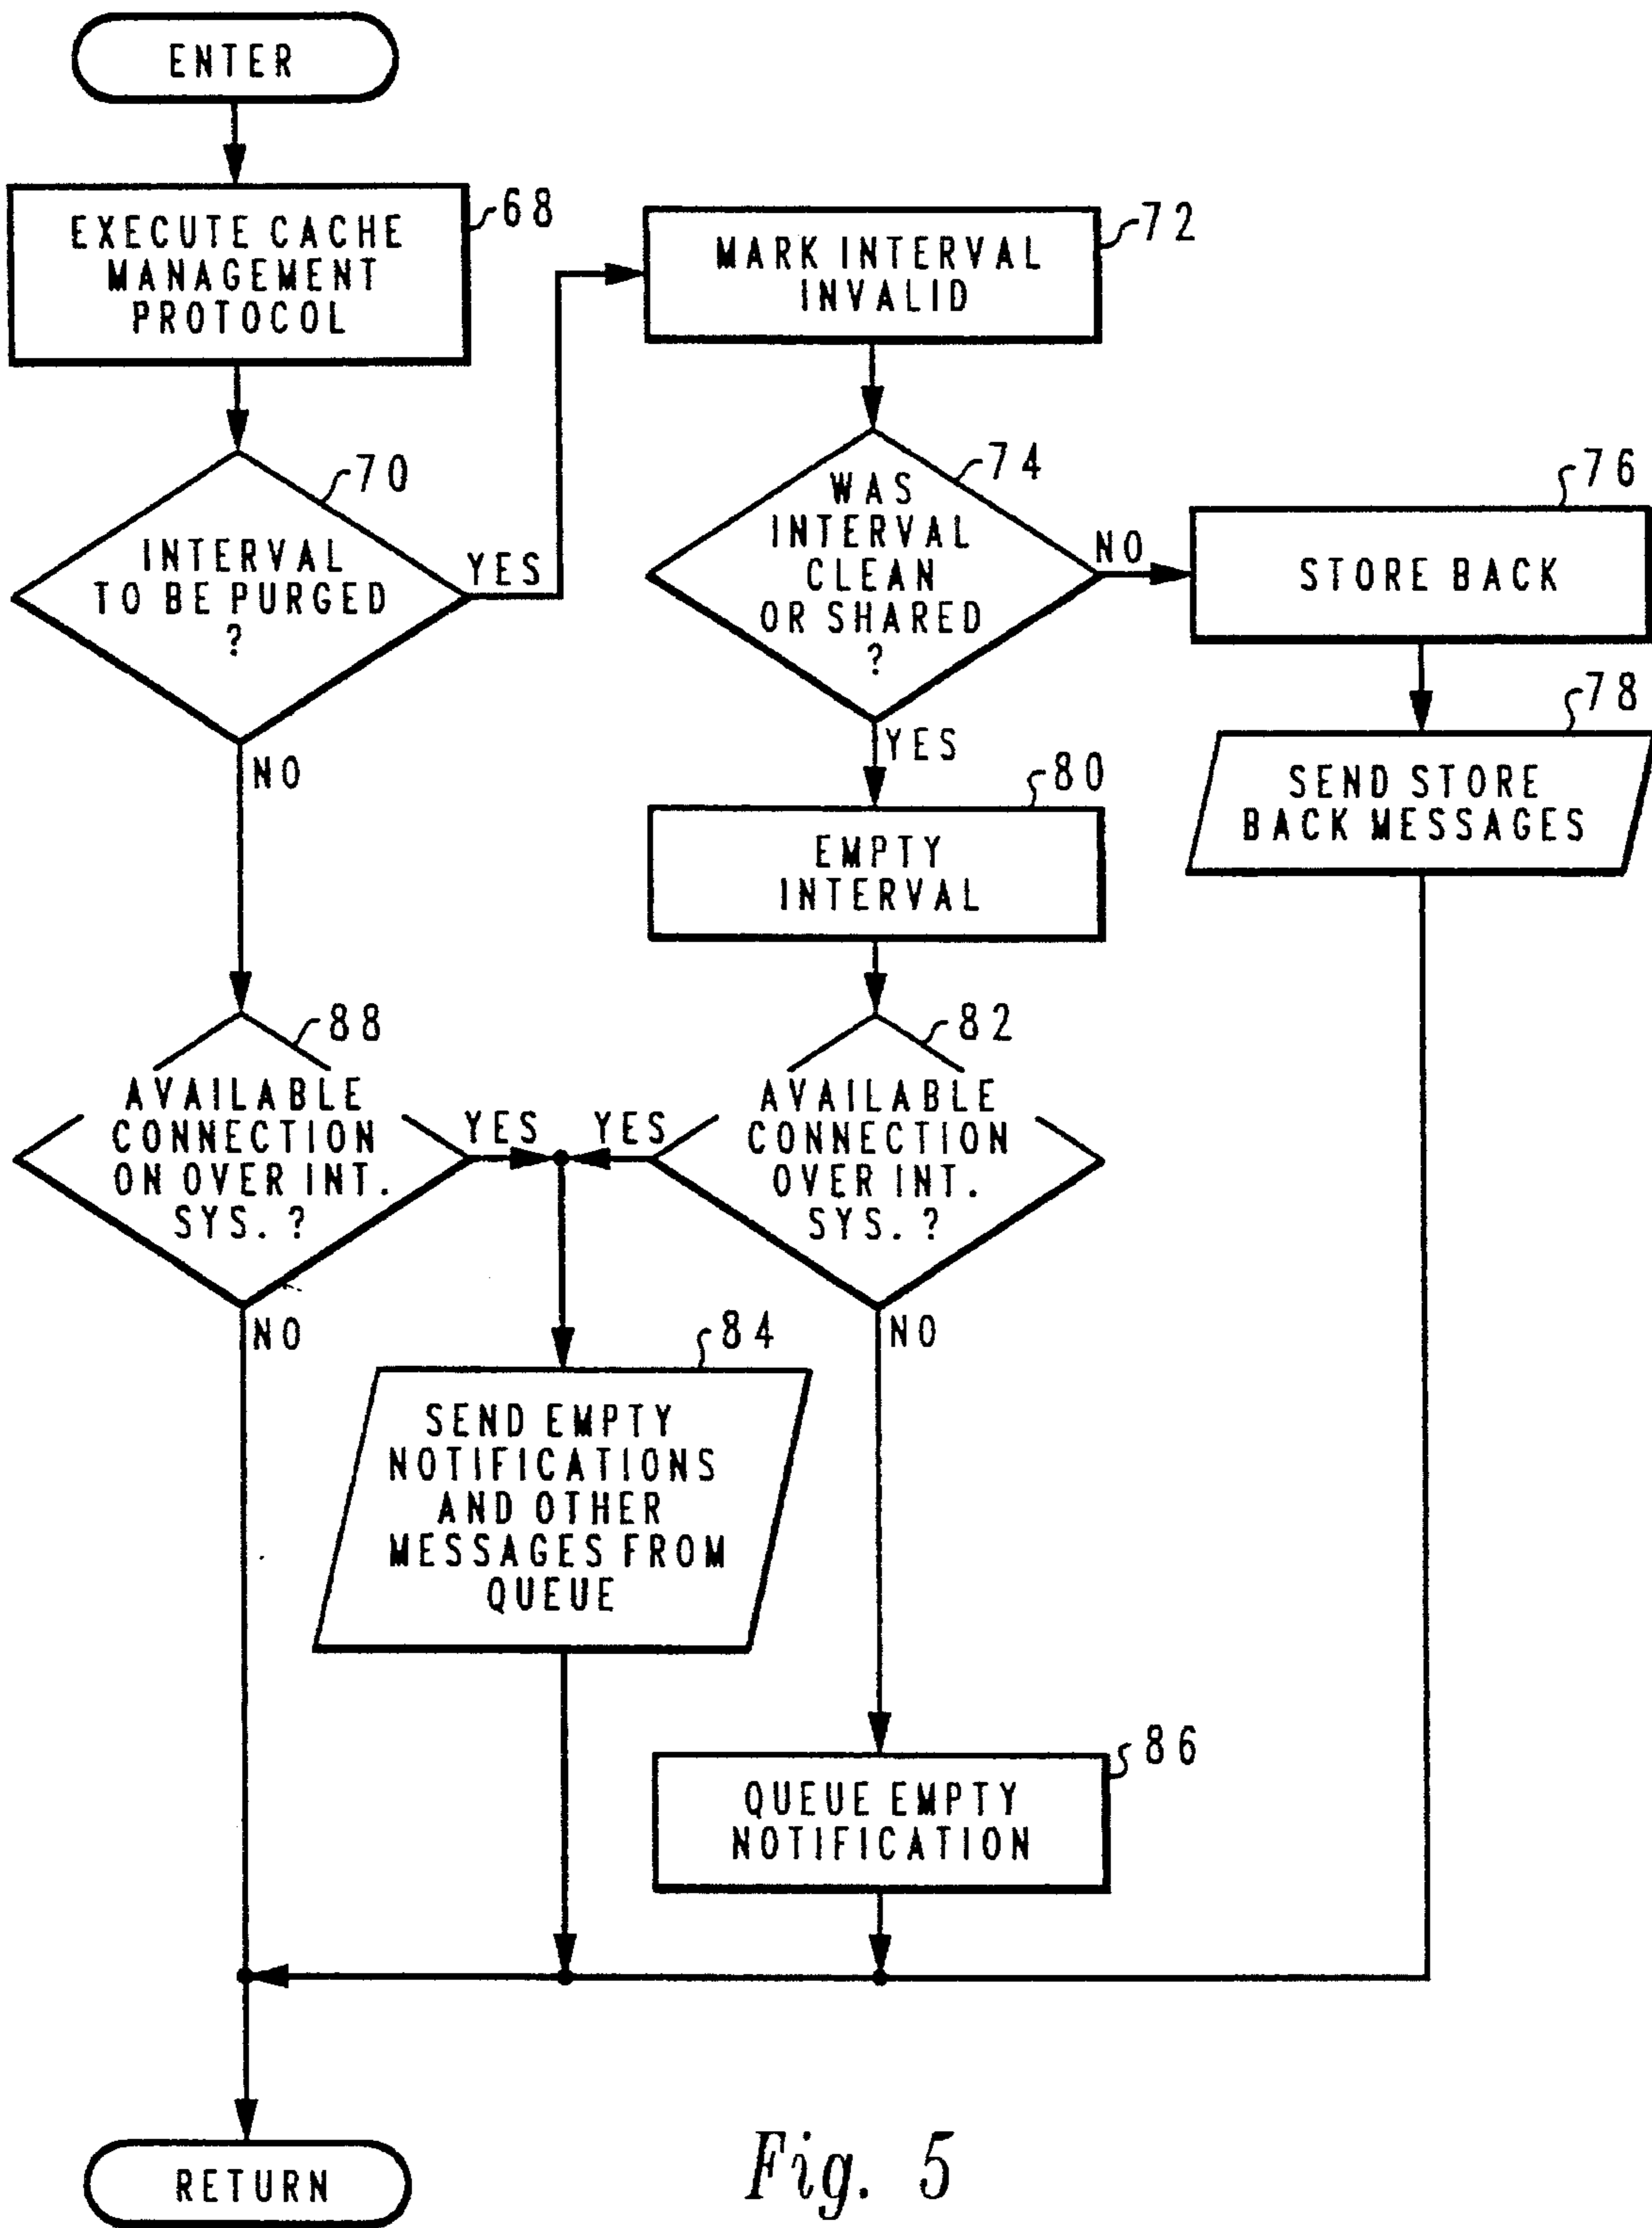 ENTER
EXECUTE CACHE
MANAGEMENT
PROTOCOL
68
MARK INTERVAL
INVALID
72
70
INTERVAL
TO BE PURGED
?
YES
NO
74
WAS
INTERVAL
CLEAN
OR SHARED
?
NO
YES
76
STORE BACK
78
SEND STORE
BACK MESSAGES
80
EMPTY
INTERVAL
88
AVAILABLE
CONNECTION
ON OVER INT.
SYS. ?
YES
NO
82
AVAILABLE
CONNECTION
OVER INT.
SYS. ?
YES
NO
84
SEND EMPTY
NOTIFICATIONS
AND OTHER
MESSAGES FROM
QUEUE
86
QUEUE EMPTY
NOTIFICATION
RETURN
Fig. 5